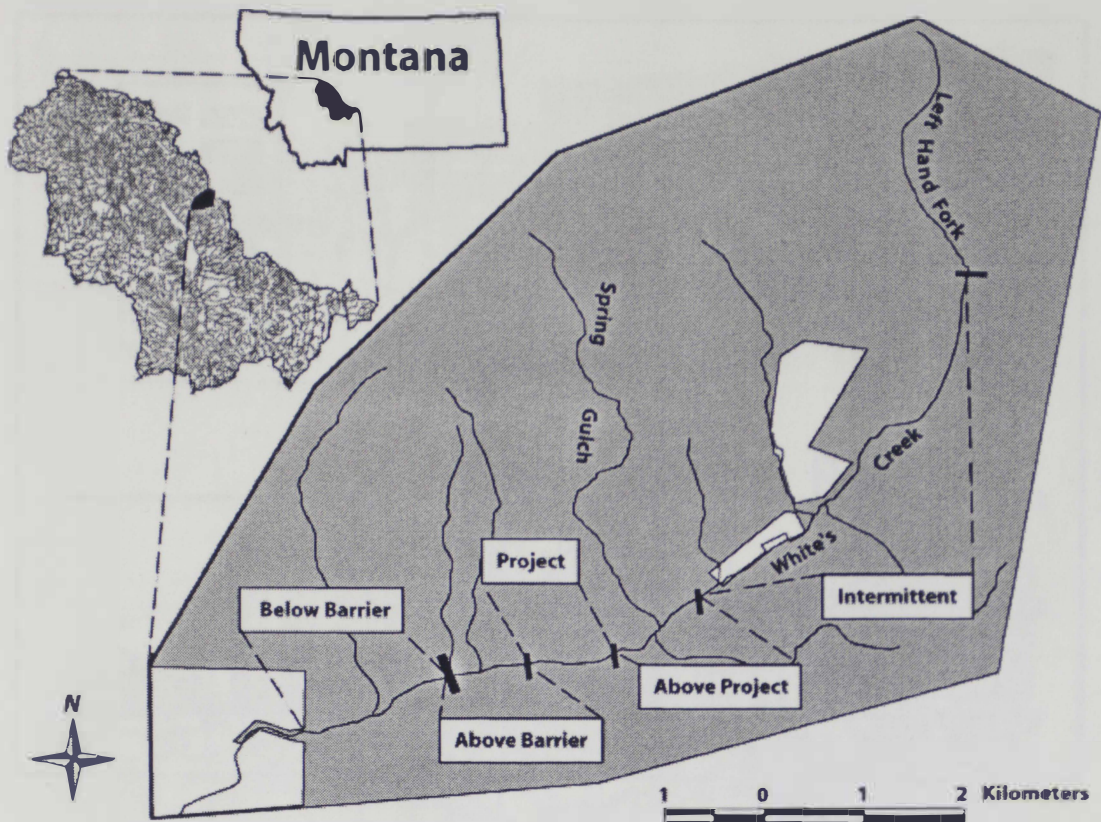 Montana
Left Hand Fork
Spring
Gulch
Creek
White's
Project
Below Barrier
Intermittent
Above Project
Above Barrier
N
1 0 1 2 Kilometers